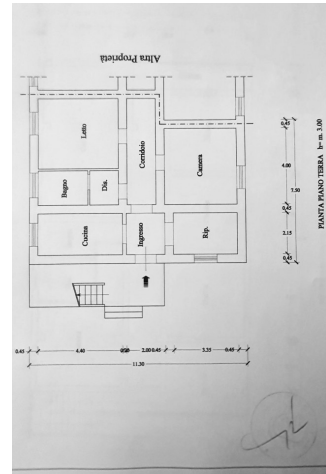 Altra Proprietà
Letto
Corridoio
Camera
Bagno
Dis.
Cucina
Ingresso
Rip.
0.45
4.00
7.50
0.45
2.15
0.45
PIANTA PIANO TERRA h= m. 3.00
0.45
4.40
2.00
0.45
3.35
0.45
11.30